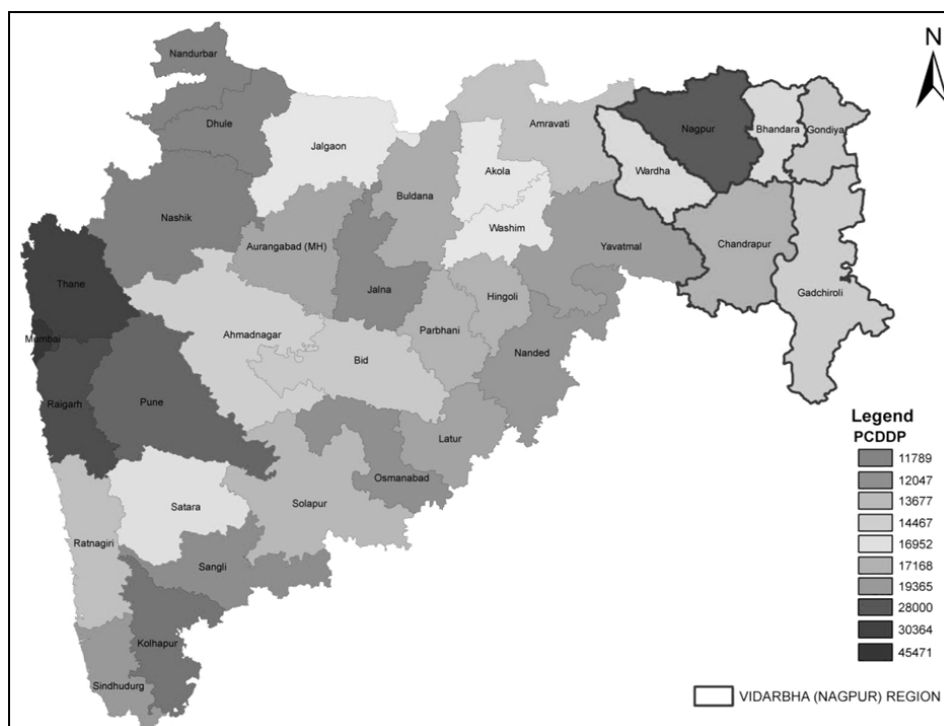 N
Nandurbar
Dhule
Jalgaon
Amravati
Nagpur
Bhandara
Gondiya
Akola
Wardha
Buldana
Nashik
Washim
Aurangabad (MH)
Yavatmal
Chandrapur
Thane
Jalna
Hingoli
Gadchiroli
Ahmadnagar
Parbhani
Mumbai
Bid
Nanded
Raigarh
Pune
Latur
Osmanabad
Satara
Solapur
Ratnagiri
Sangli
Kolhapur
Sindhudurg
Legend
PCDDP
11789
12047
13677
14467
16952
17168
19365
28000
30364
45471
VIDARBHA (NAGPUR) REGION